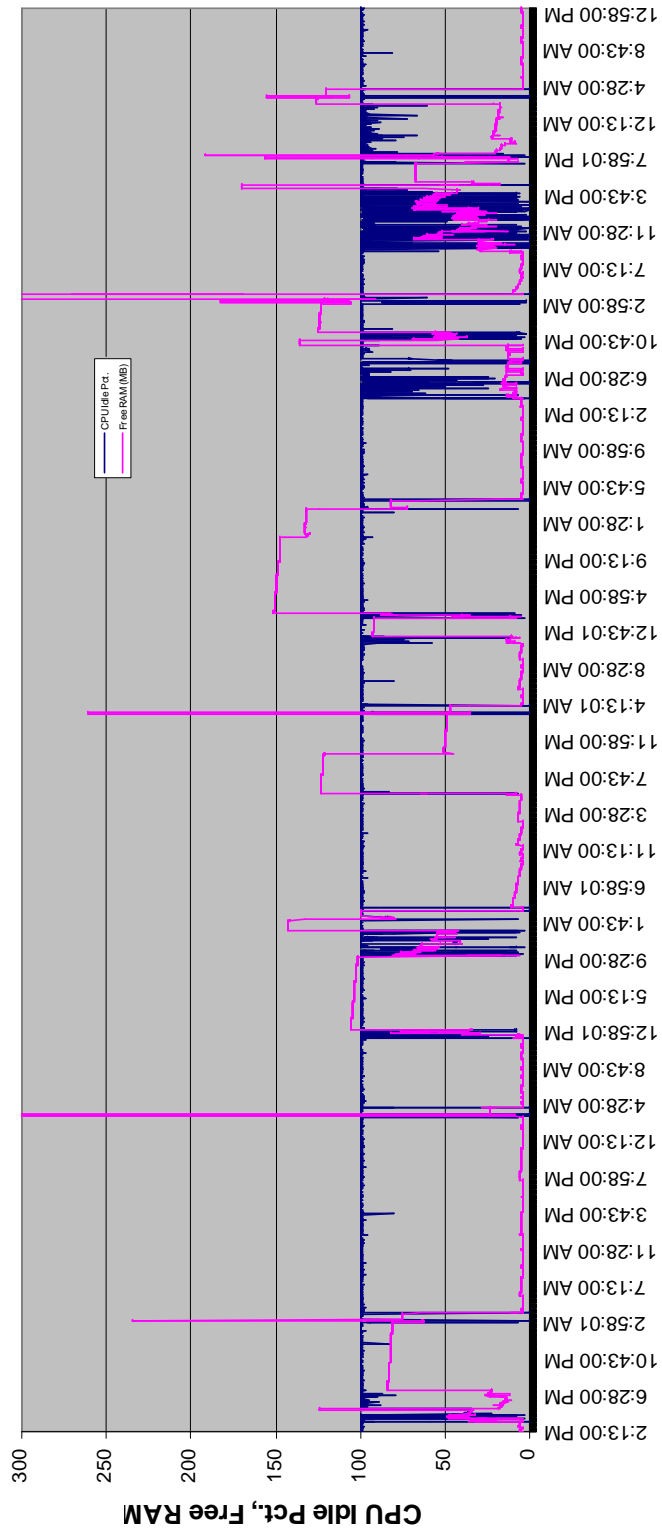 CPU Idle Pct., Free RAM
300
250
200
150
100
50
0
CPU Idle Pct.
Free RAM (MB)
2:13:00 PM
6:28:00 PM
10:43:00 PM
2:58:01 AM
7:13:00 AM
11:28:00 AM
3:43:00 PM
7:58:00 PM
12:13:00 AM
4:28:00 AM
8:43:00 AM
12:58:01 PM
5:13:00 PM
9:28:00 PM
1:43:00 AM
6:58:01 AM
11:13:00 AM
3:28:00 PM
7:43:00 PM
11:58:00 PM
4:13:01 AM
8:28:00 AM
12:43:01 PM
4:58:00 PM
9:13:00 PM
1:28:00 AM
5:43:00 AM
9:58:00 AM
2:13:00 PM
6:28:00 PM
10:43:00 PM
2:58:00 AM
7:13:00 AM
11:28:00 AM
3:43:00 PM
7:58:01 PM
12:13:00 AM
4:28:00 AM
8:43:00 AM
12:58:00 PM